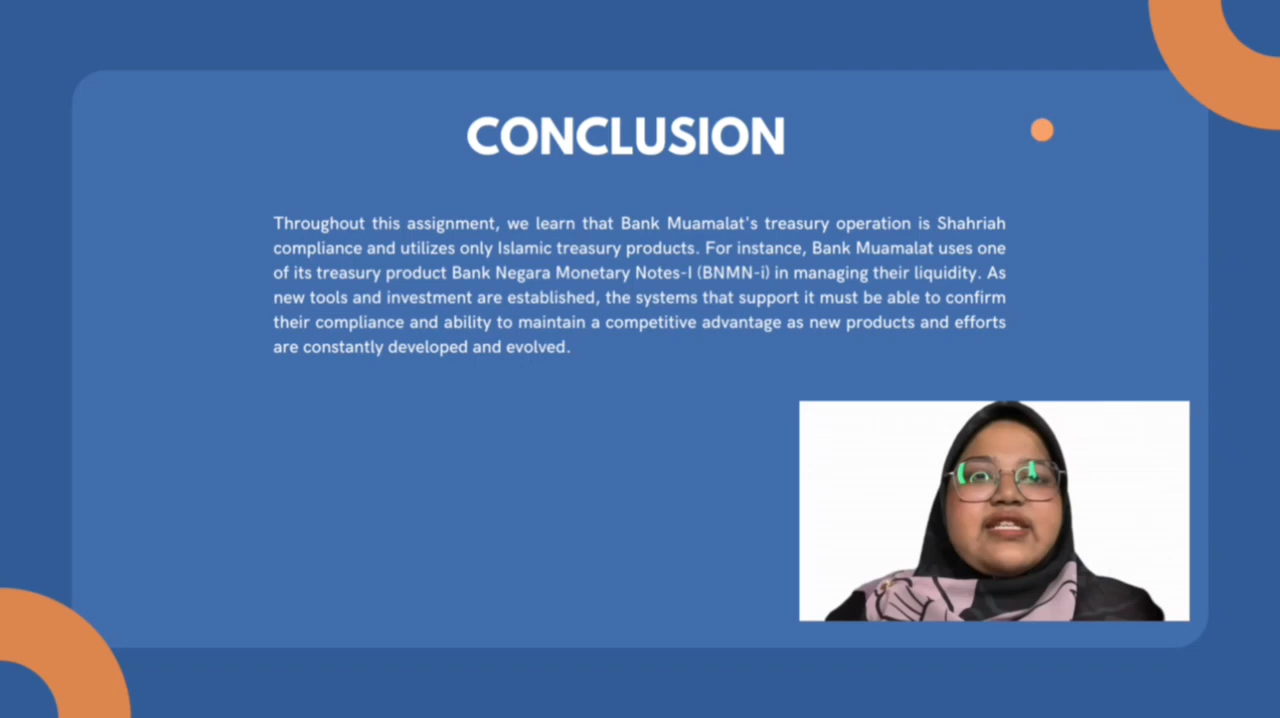 CONCLUSION
Throughout this assignment, we learn that Bank Muamalat's treasury operation is Shahriah
compliance and utilizes only Islamic treasury products. For instance, Bank Muamalat uses one
of its treasury product Bank Negara Monetary Notes-I (BNMN-i) in managing their liquidity. As
new tools and investment are established, the systems that support it must be able to confirm
their compliance and ability to maintain a competitive advantage as new products and efforts
are constantly developed and evolved.